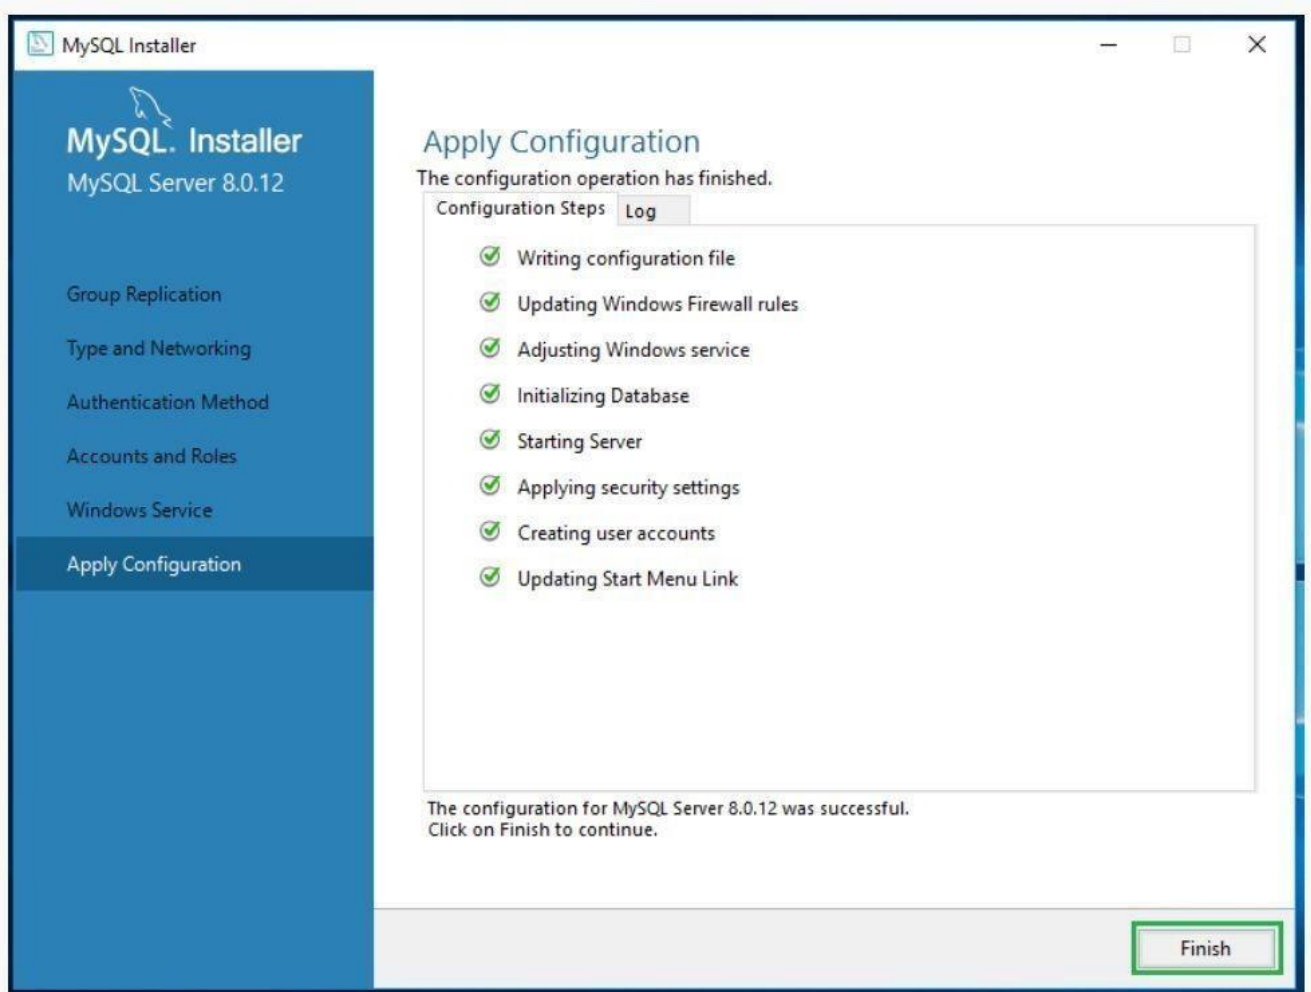 MySQL Installer
MySQL. Installer
MySQL Server 8.0.12
Group Replication
Type and Networking
Authentication Method
Accounts and Roles
Windows Service
Apply Configuration
Apply Configuration
The configuration operation has finished.
Configuration Steps
Log
Writing configuration file
Updating Windows Firewall rules
Adjusting Windows service
Initializing Database
Starting Server
Applying security settings
Creating user accounts
Updating Start Menu Link
The configuration for MySQL Server 8.0.12 was successful.
Click on Finish to continue.
Finish